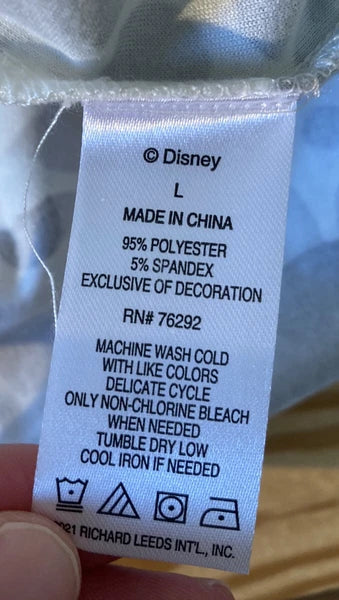 © Disney
L
MADE IN CHINA
95% POLYESTER
5% SPANDEX
EXCLUSIVE OF DECORATION
RN# 76292
MACHINE WASH COLD
WITH LIKE COLORS
DELICATE CYCLE
ONLY NON-CHLORINE BLEACH
WHEN NEEDED
TUMBLE DRY LOW
COOL IRON IF NEEDED
RICHARD LEEDS INT'L., INC.